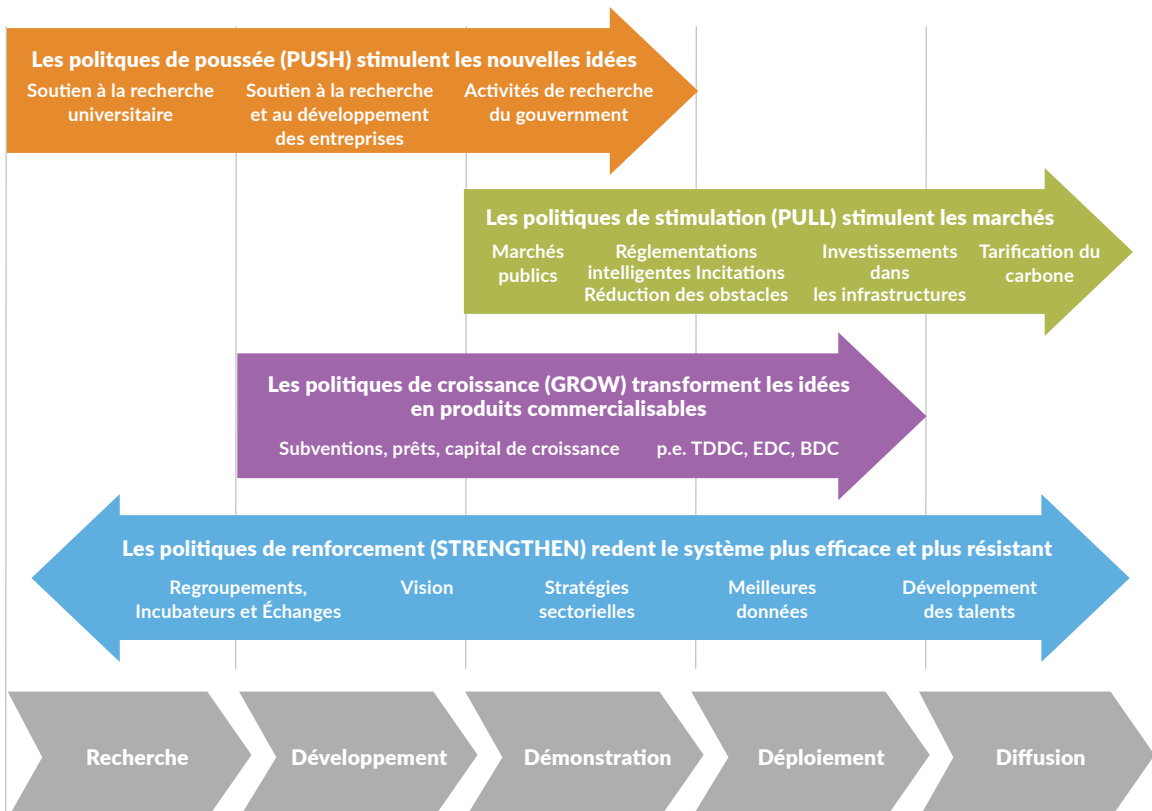 Les politques de poussée (PUSH) stimulent les nouvelles idées
Soutien à la recherche
universitaire
Soutien à la recherche
et au développement
des entreprises
Activités de recherche
du gouvernment
Les politiques de stimulation (PULL) stimulent les marchés
Marchés
publics
Réglementations
intelligentes Incitations
Réduction des obstacles
Investissements
dans
les infrastructures
Tarification du
carbone
Les politiques de croissance (GROW) transforment les idées
en produits commercialisables
Subventions, prêts, capital de croissance
p.e. TDDC, EDC, BDC
Les politiques de renforcement (STRENGTHEN) redent le système plus efficace et plus résistant
Regroupements,
Incubateurs et Échanges
Vision
Stratégies
sectorielles
Meilleures
données
Développement
des talents
Recherche
Développement
Démonstration
Déploiement
Diffusion